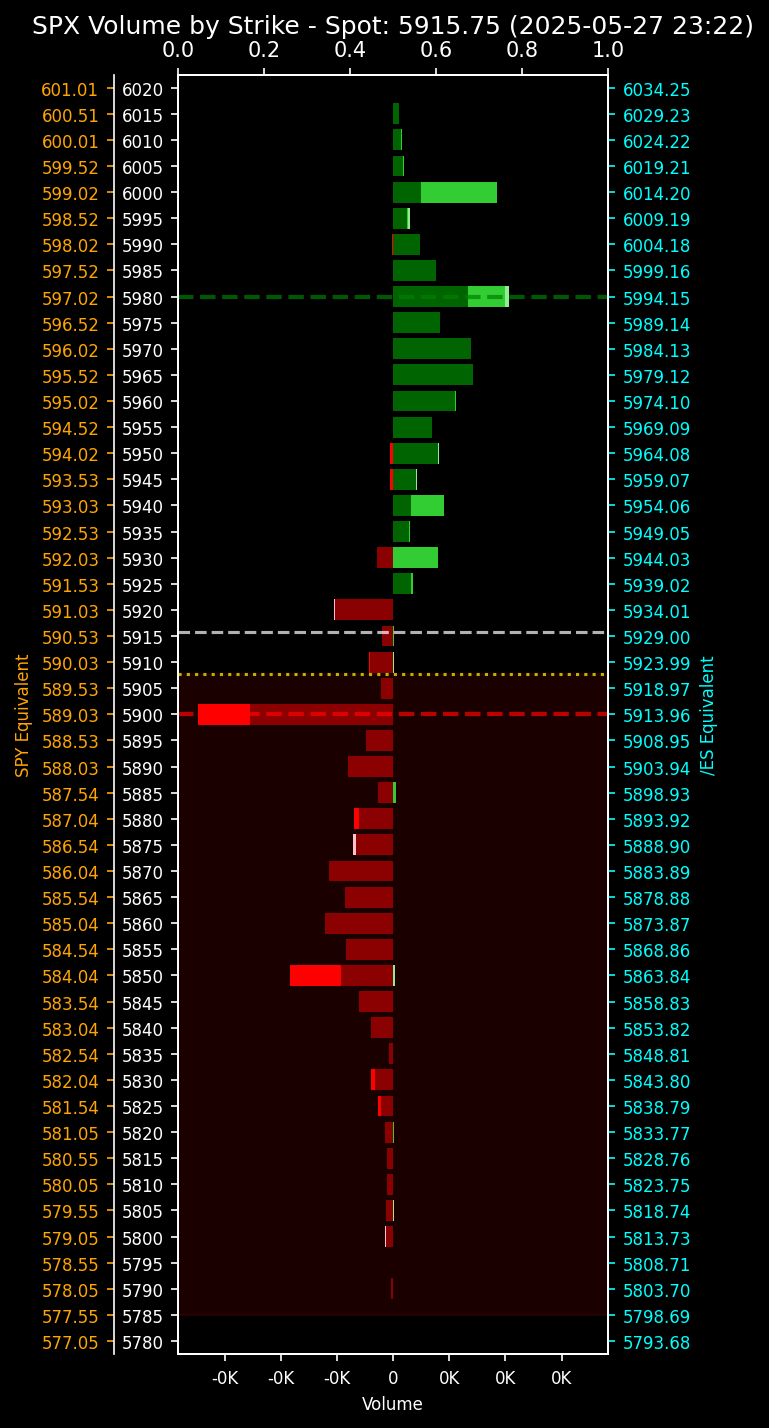 SPX Volume by Strike - Spot: 5915.75 (2025-05-27 23:22)
0.0 0.2 0.4 0.6 0.8 1.0
601.01 6020 6034.25
600.51 6015 6029.23
600.01 6010 6024.22
599.52 6005 6019.21
599.02 6000 6014.20
598.52 5995 6009.19
598.02 5990 6004.18
597.52 5985 5999.16
597.02 5980 5994.15
596.52 5975 5989.14
596.02 5970 5984.13
595.52 5965 5979.12
595.02 5960 5974.10
594.52 5955 5969.09
594.02 5950 5964.08
593.53 5945 5959.07
593.03 5940 5954.06
592.53 5935 5949.05
592.03 5930 5944.03
591.53 5925 5939.02
591.03 5920 5934.01
590.53 5915 5929.00
590.03 5910 5923.99
589.53 5905 5918.97
589.03 5900 5913.96
588.53 5895 5908.95
588.03 5890 5903.94
587.54 5885 5898.93
587.04 5880 5893.92
586.54 5875 5888.90
586.04 5870 5883.89
585.54 5865 5878.88
585.04 5860 5873.87
584.54 5855 5868.86
584.04 5850 5863.84
583.54 5845 5858.83
583.04 5840 5853.82
582.54 5835 5848.81
582.04 5830 5843.80
581.54 5825 5838.79
581.05 5820 5833.77
580.55 5815 5828.76
580.05 5810 5823.75
579.55 5805 5818.74
579.05 5800 5813.73
578.55 5795 5808.71
578.05 5790 5803.70
577.55 5785 5798.69
577.05 5780 5793.68
SPY Equivalent
/ES Equivalent
-0K -0K -0K 0 0K 0K 0K
Volume